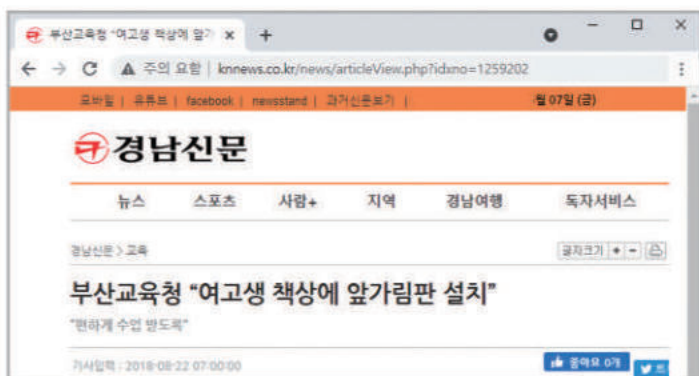 부산교육청 "여고생 책상에 앞가
주의 요함 | knnews.co.kr/news/articleView.php?idxno=1259202
모바일 | 유튜브 | facebook | newsstand | 과거신문보기 | 월 07일 (금)
경남신문
뉴스 스포츠 사람+ 지역 경남여행 독자서비스
경남신문 > 교육 글자크기 + -
부산교육청 “여고생 책상에 앞가림판 설치”
“편하게 수업 받도록”
기사입력 : 2018-08-22 07:00:00 좋아요 0개